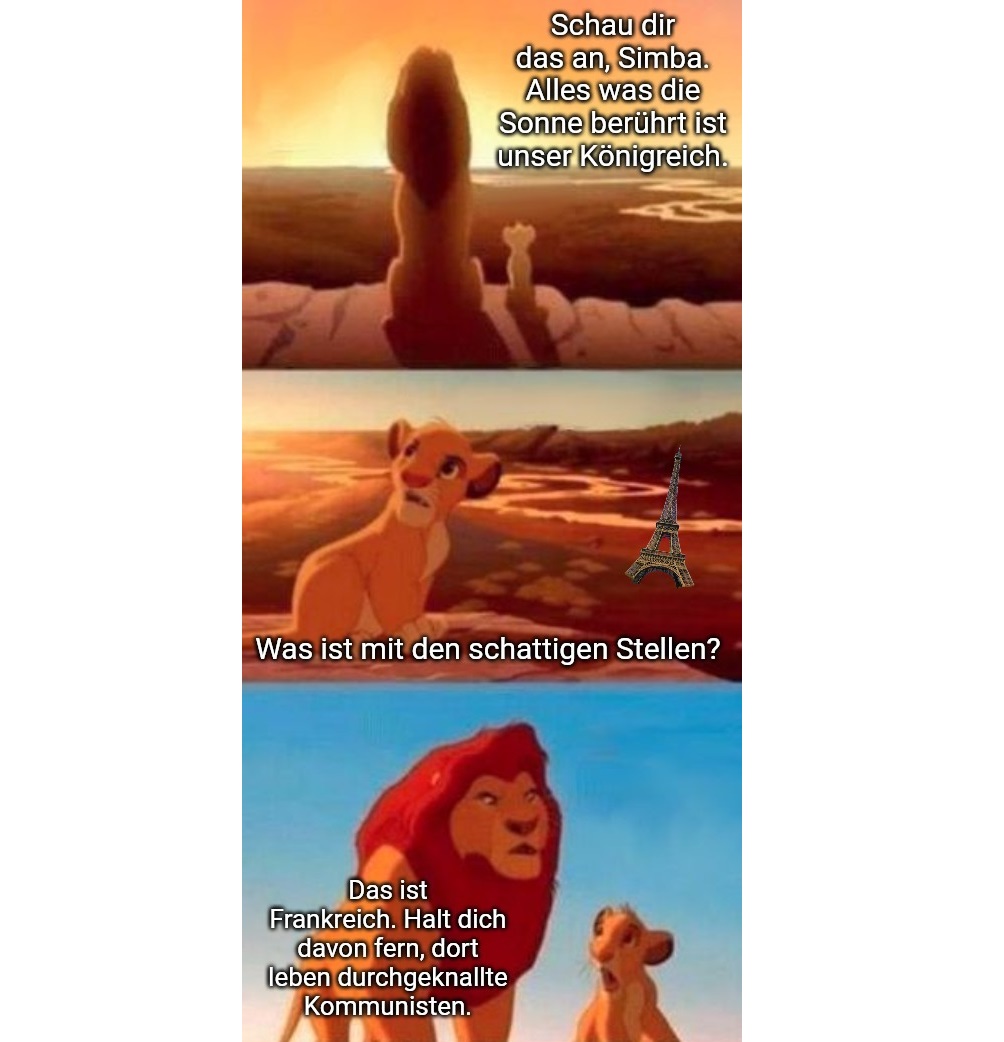 Schau dir
das an, Simba.
Alles was die
Sonne berührt ist
unser Königreich.
Was ist mit den schattigen Stellen?
Das ist
Frankreich. Halt dich
davon fern, dort
leben durchgeknallte
Kommunisten.